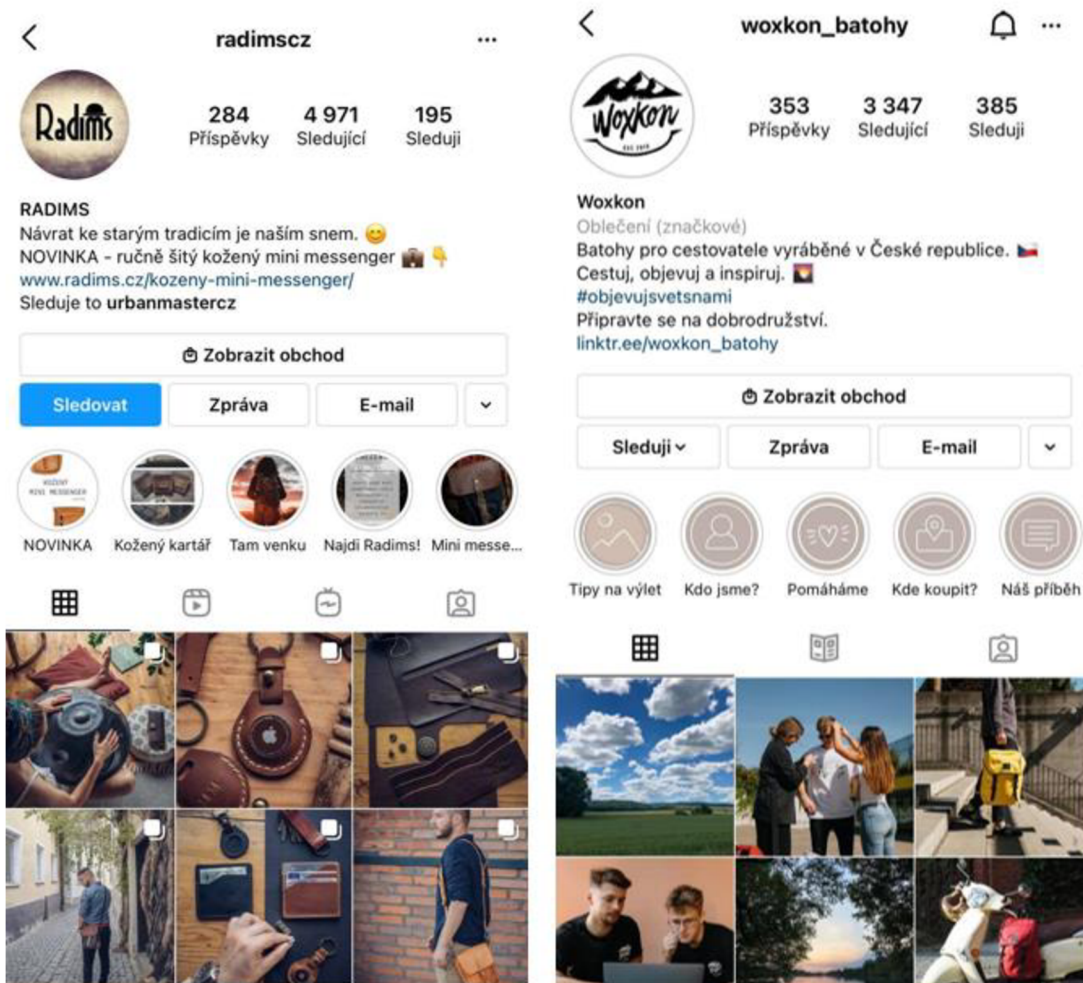 radimscz
Radims
284 4 971 195
Příspěvky Sledující Sleduji
RADIMS
Návrat ke starým tradicím je naším snem. 😊
NOVINKA - ručně šitý kožený mini messenger 💼 👇
www.radims.cz/kozeny-mini-messenger/
Sleduje to urbanmastercz
Zobrazit obchod
Sledovat Zpráva E-mail
KOŽENÝ
MINI MESSENGER
NOVINKA Kožený kartář Tam venku Najdi Radims! Mini messe...
woxkon_batohy
Woxkon
353 3 347 385
Příspěvky Sledující Sleduji
Woxkon
Oblečení (značkové)
Batohy pro cestovatele vyráběné v České republice. 🇨🇿
Cestuj, objevuj a inspiruj. 🌄
#objevujsvetsnami
Připravte se na dobrodružství.
linktr.ee/woxkon_batohy
Zobrazit obchod
Sleduji Zpráva E-mail
Tipy na výlet Kdo jsme? Pomáháme Kde koupit? Náš příběh